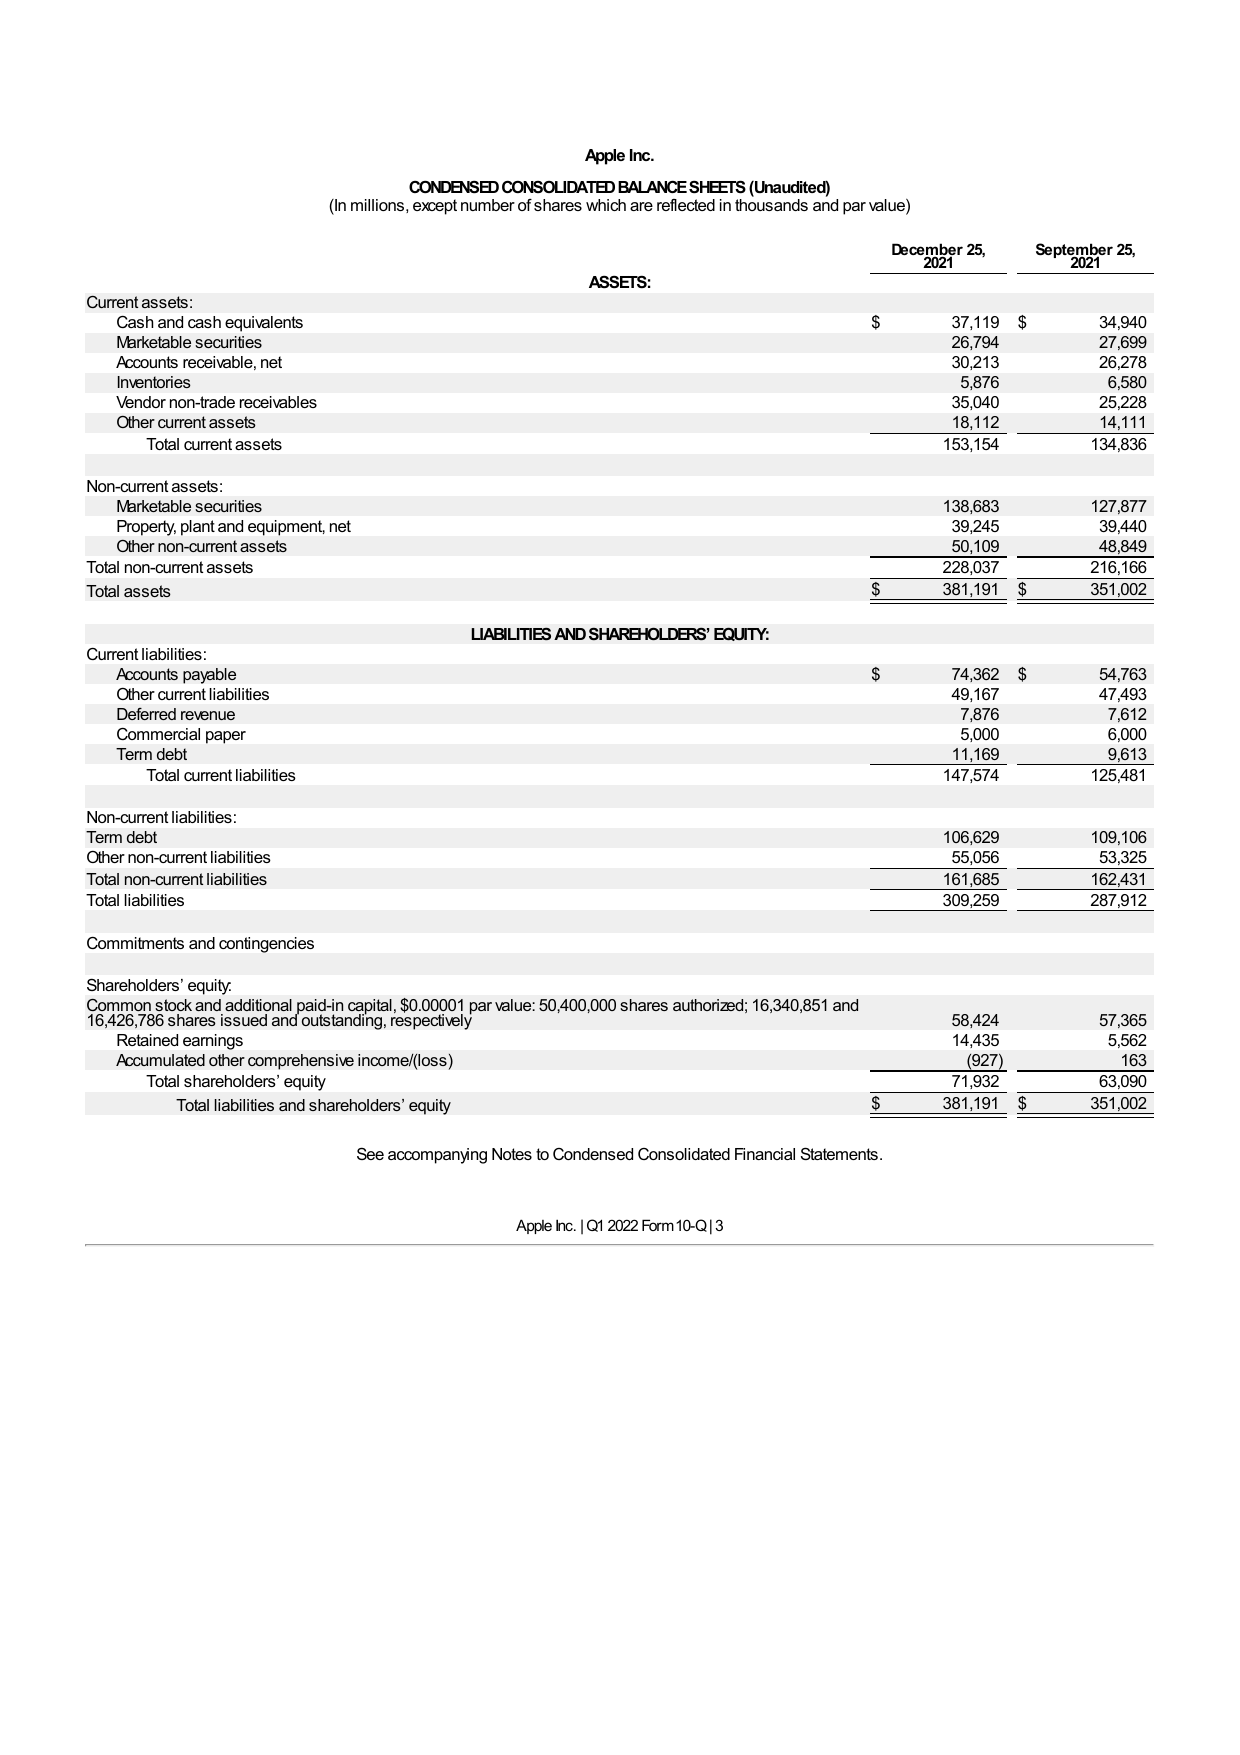 Apple Inc.
CONDENSED CONSOLIDATED BALANCE SHEETS (Unaudited)
(In millions, except number of shares which are reflected in thousands and par value)
December 25, 2021 September 25, 2021
ASSETS:
Current assets:
Cash and cash equivalents $ 37,119 $ 34,940
Marketable securities 26,794 27,699
Accounts receivable, net 30,213 26,278
Inventories 5,876 6,580
Vendor non-trade receivables 35,040 25,228
Other current assets 18,112 14,111
Total current assets 153,154 134,836
Non-current assets:
Marketable securities 138,683 127,877
Property, plant and equipment, net 39,245 39,440
Other non-current assets 50,109 48,849
Total non-current assets 228,037 216,166
Total assets $ 381,191 $ 351,002
LIABILITIES AND SHAREHOLDERS’ EQUITY:
Current liabilities:
Accounts payable $ 74,362 $ 54,763
Other current liabilities 49,167 47,493
Deferred revenue 7,876 7,612
Commercial paper 5,000 6,000
Term debt 11,169 9,613
Total current liabilities 147,574 125,481
Non-current liabilities:
Term debt 106,629 109,106
Other non-current liabilities 55,056 53,325
Total non-current liabilities 161,685 162,431
Total liabilities 309,259 287,912
Commitments and contingencies
Shareholders’ equity:
Common stock and additional paid-in capital, $0.00001 par value: 50,400,000 shares authorized; 16,340,851 and
16,426,786 shares issued and outstanding, respectively 58,424 57,365
Retained earnings 14,435 5,562
Accumulated other comprehensive income/(loss) (927) 163
Total shareholders’ equity 71,932 63,090
Total liabilities and shareholders’ equity $ 381,191 $ 351,002
See accompanying Notes to Condensed Consolidated Financial Statements.
Apple Inc. | Q1 2022 Form 10-Q | 3